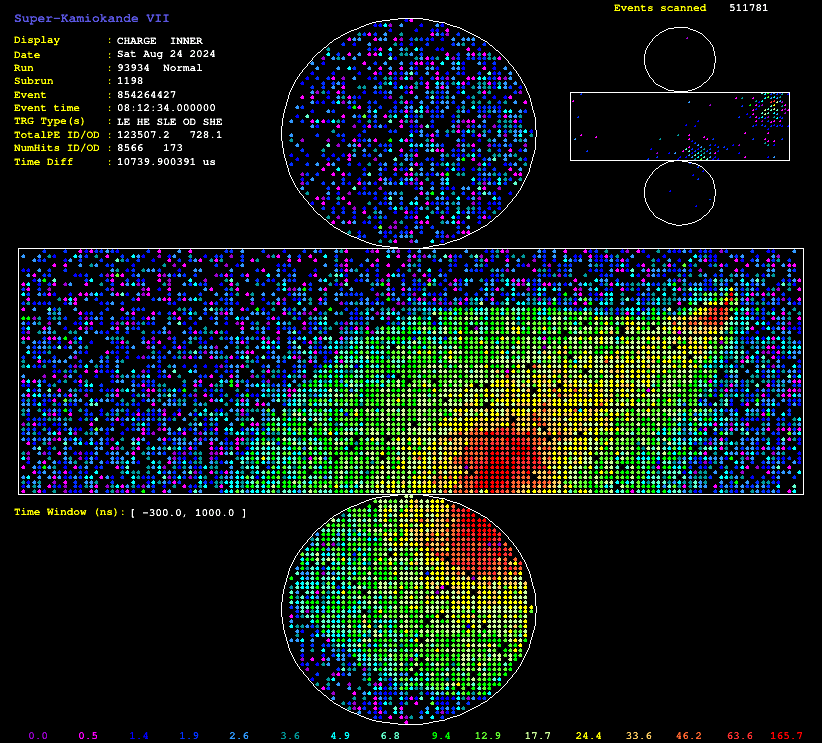 Super-Kamiokande VII
Events scanned 511781
Display : CHARGE INNER
Date : Sat Aug 24 2024
Run : 93934 Normal
Subrun : 1198
Event : 854264427
Event time : 08:12:34.000000
TRG Type(s) : LE HE SLE OD SHE
TotalPE ID/OD : 123507.2 728.1
NumHits ID/OD : 8566 173
Time Diff : 10739.900391 us
Time Window (ns): [ -300.0, 1000.0 ]
0.0 0.5 1.4 1.9 2.6 3.6 4.9 6.8 9.4 12.9 17.7 24.4 33.6 46.2 63.6 165.7